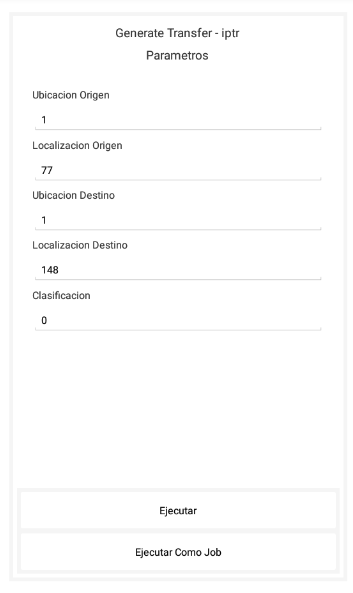 Generate Transfer - iptr
Parametros
Ubicacion Origen
1
Localizacion Origen
77
Ubicacion Destino
1
Localizacion Destino
148
Clasificacion
0
Ejecutar
Ejecutar Como Job